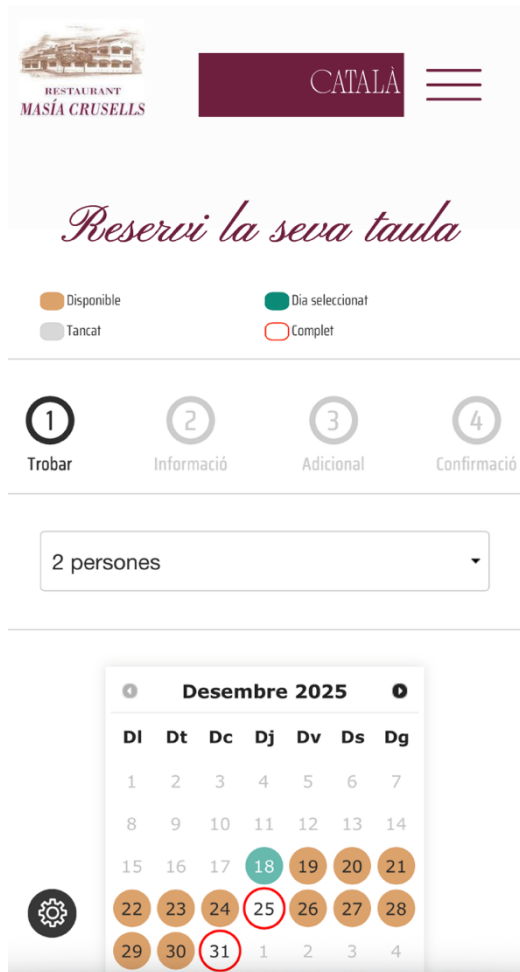 RESTAURANT
MASÍA CRUSELLS
CATALÀ
Reservi la seva taula
Disponible
Dia seleccionat
Tancat
Complet
1
2
3
4
Trobar
Informació
Adicional
Confirmació
2 persones
Desembre 2025
Dl Dt Dc Dj Dv Ds Dg
1 2 3 4 5 6 7
8 9 10 11 12 13 14
15 16 17 18 19 20 21
22 23 24 25 26 27 28
29 30 31 1 2 3 4